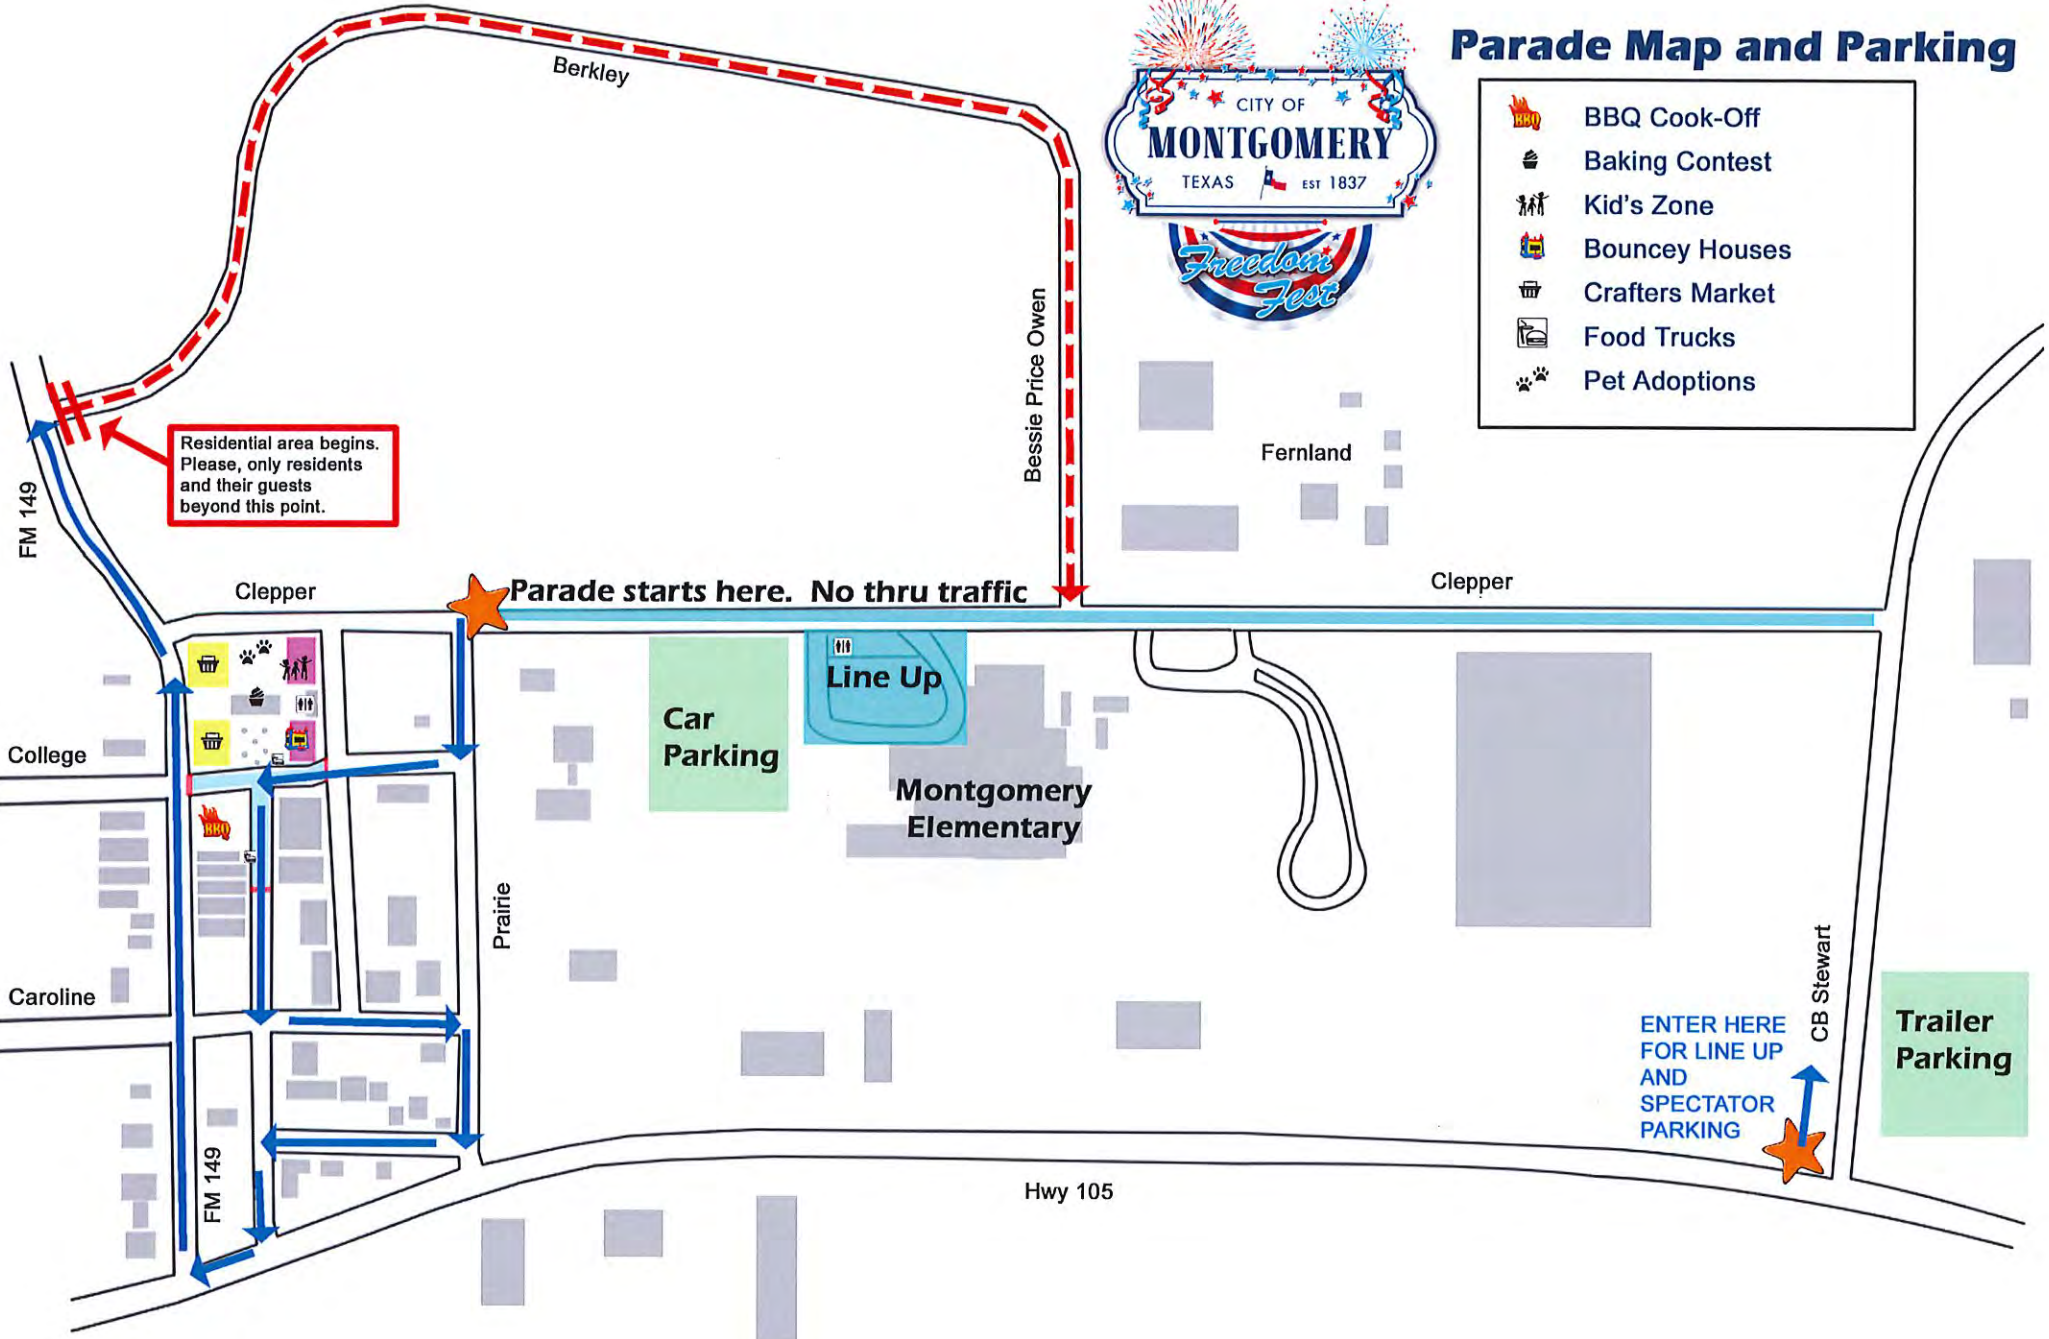 Parade Map and Parking
BBQ Cook-Off
Baking Contest
Kid's Zone
Bouncey Houses
Crafters Market
Food Trucks
Pet Adoptions
BBQ
CITY OF
MONTGOMERY
TEXAS
EST 1837
Freedom
Fest
Berkley
Bessie Price Owen
Fernland
Residential area begins.
Please, only residents
and their guests
beyond this point.
FM 149
Clepper
Parade starts here. No thru traffic
Clepper
Line Up
Car
Parking
Montgomery
Elementary
College
BBQ
Prairie
Caroline
CB Stewart
ENTER HERE
FOR LINE UP
AND
SPECTATOR
PARKING
Trailer
Parking
FM 149
Hwy 105